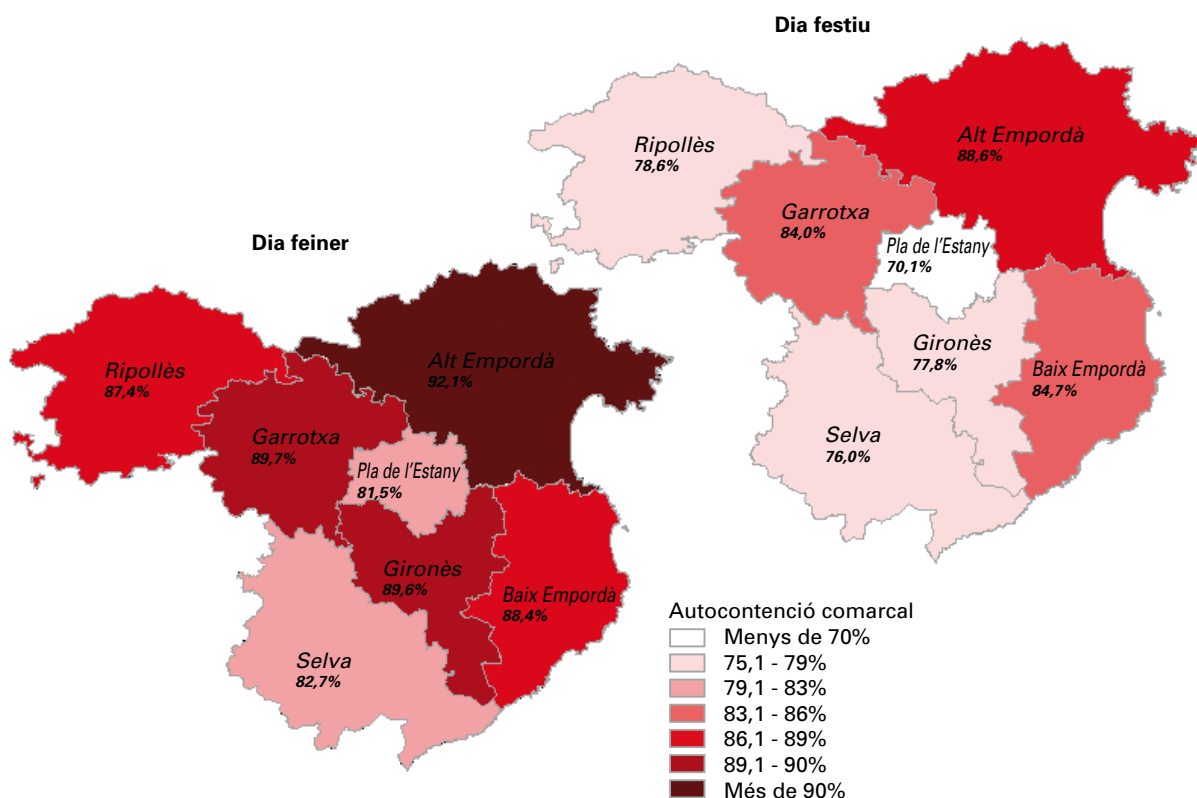 Dia festiu
Alt Empordà
88,6%
Ripollès
78,6%
Garrotxa
84,0%
Pla de l'Estany
70,1%
Gironès
77,8%
Baix Empordà
84,7%
Selva
76,0%
Dia feiner
Ripollès
87,4%
Alt Empordà
92,1%
Garrotxa
89,7%
Pla de l'Estany
81,5%
Gironès
89,6%
Baix Empordà
88,4%
Selva
82,7%
Autocontenció comarcal
Menys de 70%
75,1 - 79%
79,1 - 83%
83,1 - 86%
86,1 - 89%
89,1 - 90%
Més de 90%